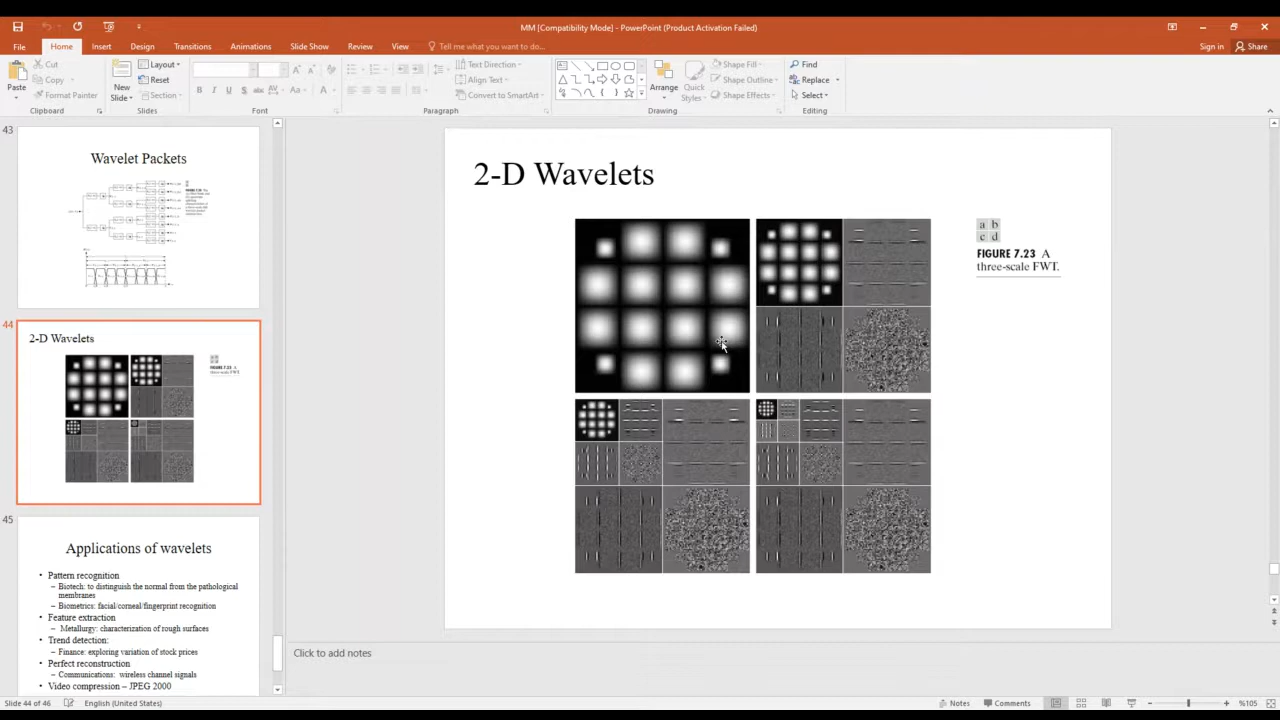 MM [Compatibility Mode] - PowerPoint (Product Activation Failed)
File Home Insert Design Transitions Animations Slide Show Review View Tell me what you want to do... Sign in Share
Paste
Cut
Copy
Format Painter
Clipboard
New
Slide
Layout
Reset
Section
Slides
B I U S abc AV Aa A
Font
Text Direction
Align Text
Convert to SmartArt
Paragraph
Arrange
Quick
Styles
Shape Fill
Shape Outline
Shape Effects
Drawing
Find
Replace
Select
Editing
43
Wavelet Packets
44
2-D Wavelets
a b
c d
three-scale FWT.
45
Applications of wavelets
• Pattern recognition
– Biotech: to distinguish the normal from the pathological
membranes
– Biometrics: facial/corneal/fingerprint recognition
• Feature extraction
– Metallurgy: characterization of rough surfaces
• Trend detection:
– Finance: exploring variation of stock prices
• Perfect reconstruction
– Communications: wireless channel signals
• Video compression – JPEG 2000
2-D Wavelets
a b
c d
FIGURE 7.23 A
three-scale FWT.
Click to add notes
Slide 44 of 46 English (United States) Notes Comments %105